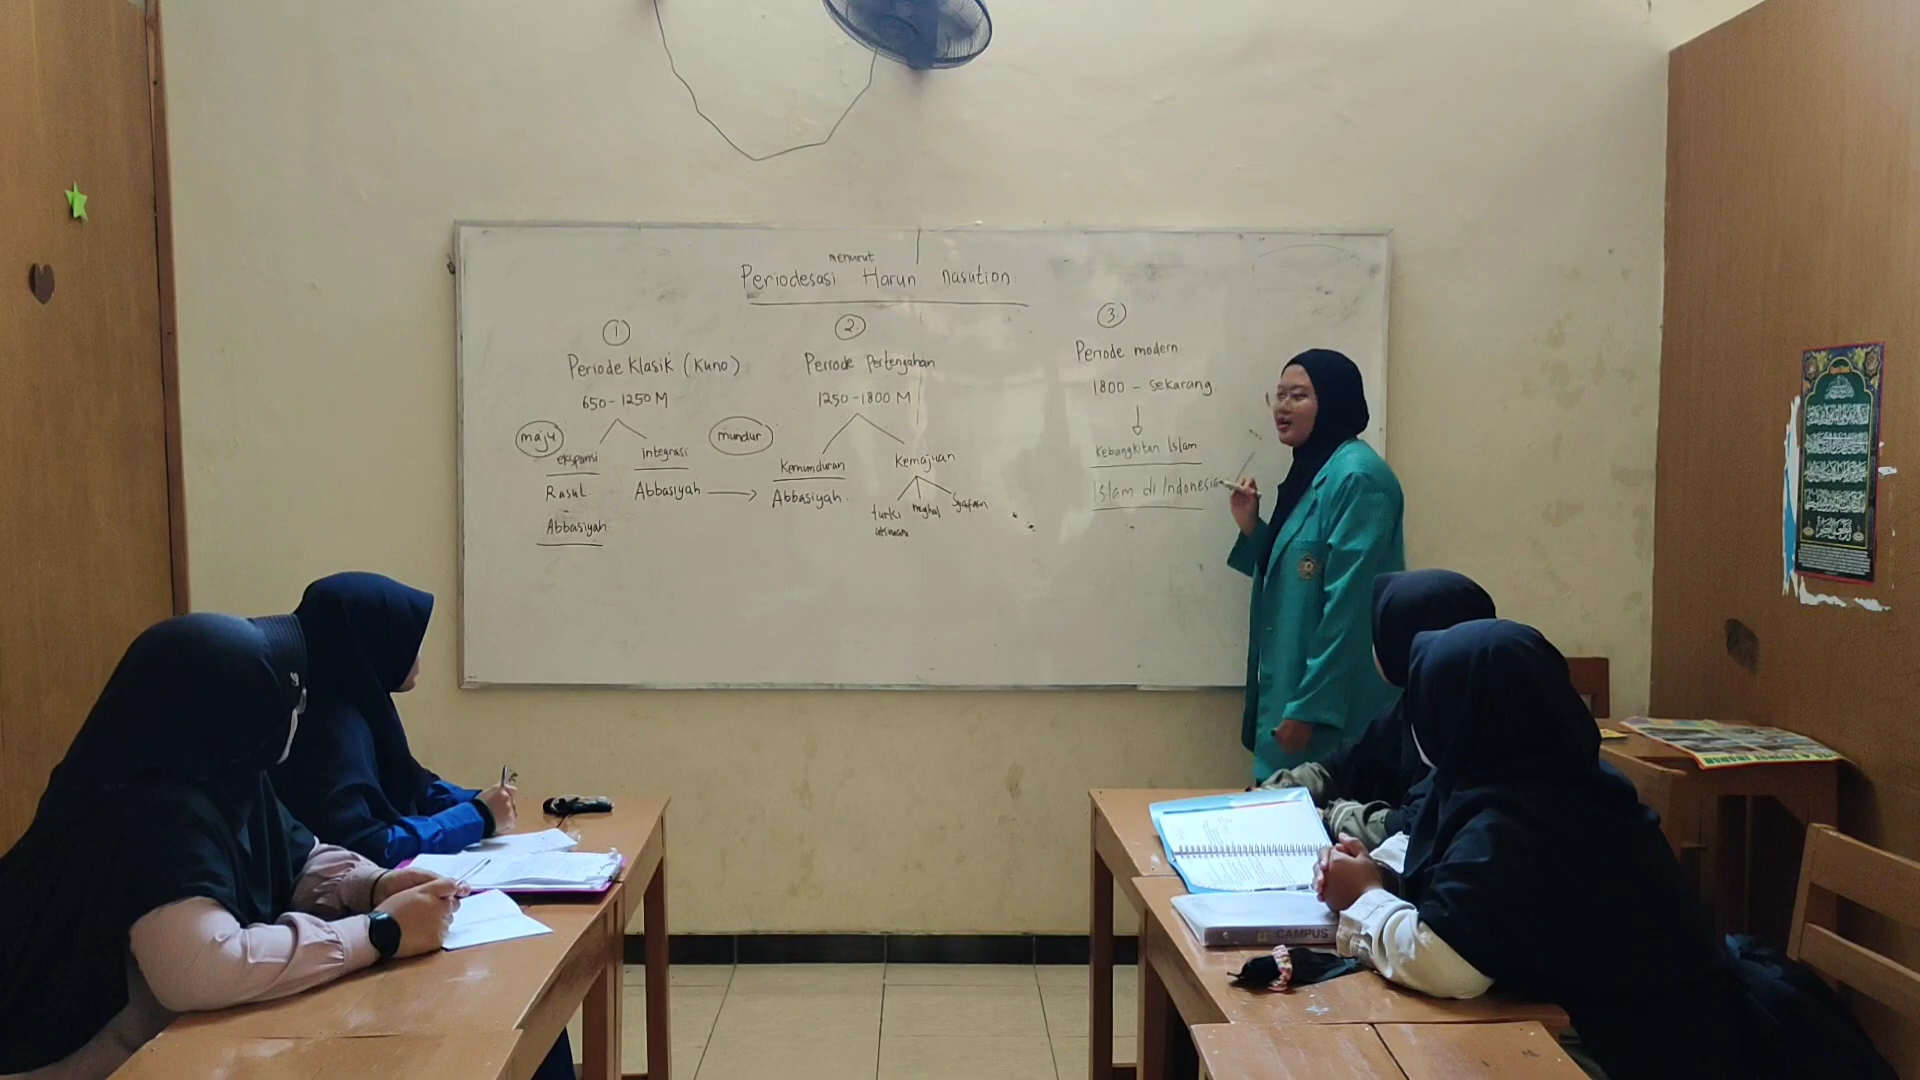 menurut
Periodesasi Harun nasution
1.
Periode Klasik (Kuno)
650 - 1250 M
maju
ekspansi
Integrasi
Rasul
-
Abbasiyah
Abbasiyah
2.
Periode Pertengahan
1250 - 1800 M
mundur
Kemunduran
Kemajuan
Abbasiyah.
turki
mughal
3.
Periode modern
1800 - sekarang
Kebangkitan Islam
Islam di Indonesia
CAMPUS